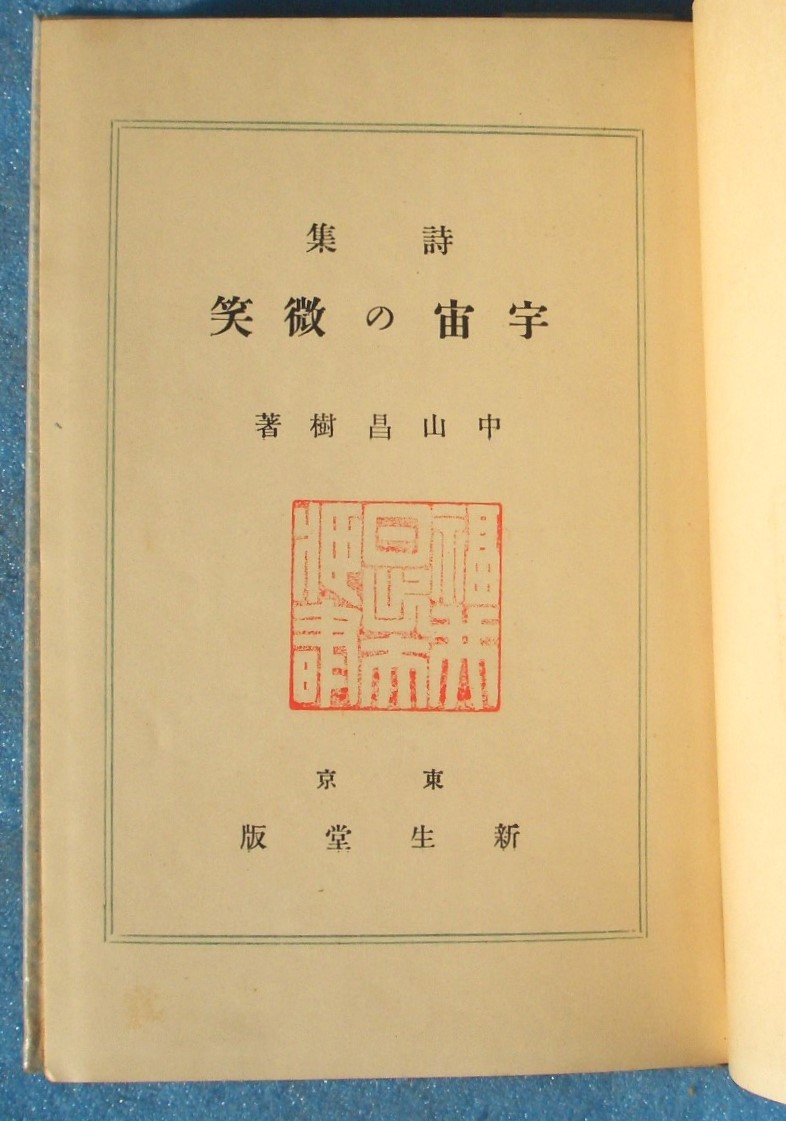 詩集
宇宙の微笑
中山昌樹著
東京
新生堂版